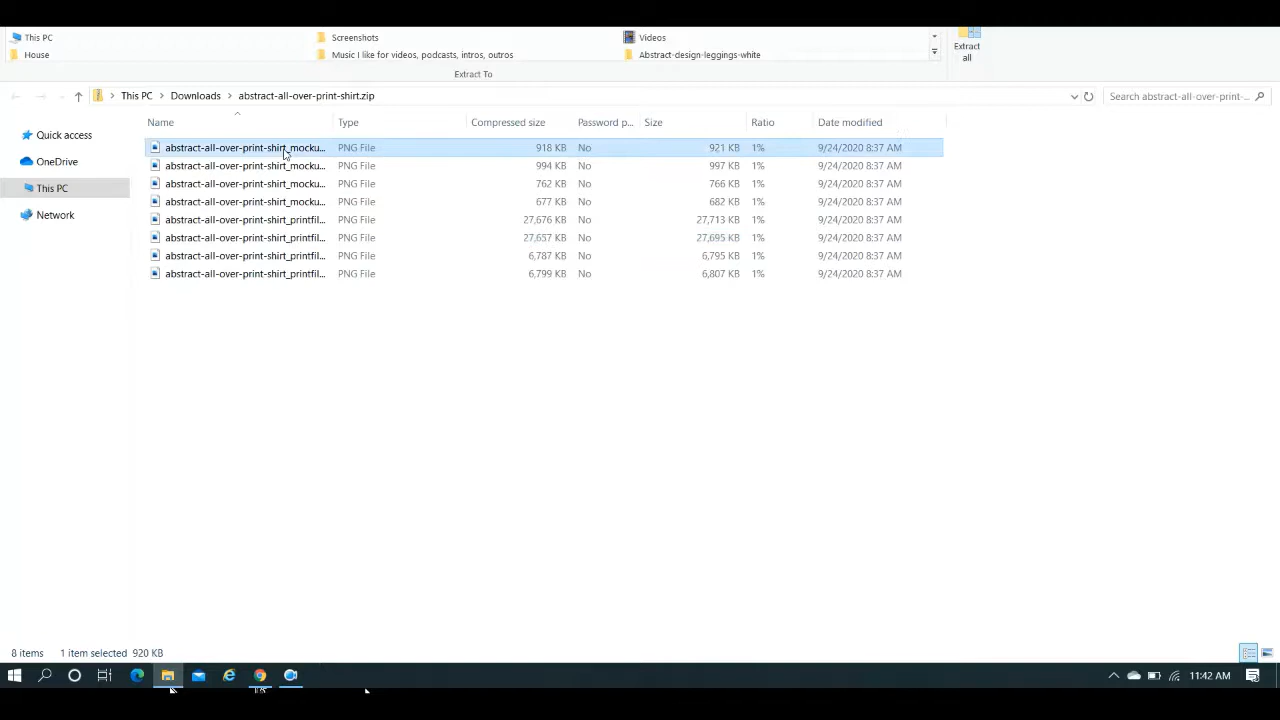 This PC Screenshots Videos
House Music I like for videos, podcasts, intros, outros Abstract-design-leggings-white
Extract all
Extract To
This PC > Downloads > abstract-all-over-print-shirt.zip Search abstract-all-over-print-...
Name Type Compressed size Password p... Size Ratio Date modified
Quick access
OneDrive
This PC
Network
abstract-all-over-print-shirt_mocku... PNG File 918 KB No 921 KB 1% 9/24/2020 8:37 AM
abstract-all-over-print-shirt_mocku... PNG File 994 KB No 997 KB 1% 9/24/2020 8:37 AM
abstract-all-over-print-shirt_mocku... PNG File 762 KB No 766 KB 1% 9/24/2020 8:37 AM
abstract-all-over-print-shirt_mocku... PNG File 677 KB No 682 KB 1% 9/24/2020 8:37 AM
abstract-all-over-print-shirt_printfil... PNG File 27,676 KB No 27,713 KB 1% 9/24/2020 8:37 AM
abstract-all-over-print-shirt_printfil... PNG File 27,657 KB No 27,695 KB 1% 9/24/2020 8:37 AM
abstract-all-over-print-shirt_printfil... PNG File 6,787 KB No 6,795 KB 1% 9/24/2020 8:37 AM
abstract-all-over-print-shirt_printfil... PNG File 6,799 KB No 6,807 KB 1% 9/24/2020 8:37 AM
8 items 1 item selected 920 KB
11:42 AM